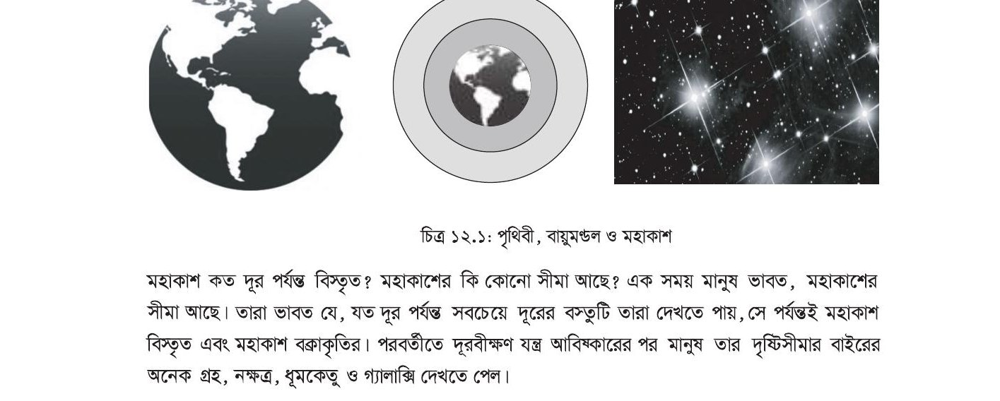 চিত্র ১২.১: পৃথিবী, বায়ুমণ্ডল ও মহাকাশ
মহাকাশ কত দূর পর্যন্ত বিস্তৃত? মহাকাশের কি কোনো সীমা আছে? এক সময় মানুষ ভাবত, মহাকাশের
সীমা আছে। তারা ভাবত যে, যত দূর পর্যন্ত সবচেয়ে দূরের বস্তুটি তারা দেখতে পায়, সে পর্যন্তই মহাকাশ
বিস্তৃত এবং মহাকাশ বক্রাকৃতির। পরবর্তীতে দূরবীক্ষণ যন্ত্র আবিষ্কারের পর মানুষ তার দৃষ্টিসীমার বাইরের
অনেক গ্রহ, নক্ষত্র, ধূমকেতু ও গ্যালাক্সি দেখতে পেল।